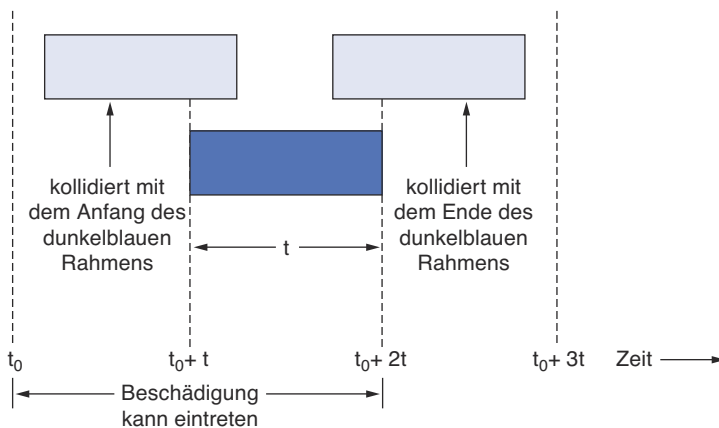 kollidiert mit
dem Anfang des
dunkelblauen
Rahmens
t
kollidiert mit
dem Ende des
dunkelblauen
Rahmens
t₀
t₀+ t
t₀+ 2t
t₀+ 3t
Zeit
Beschädigung
kann eintreten